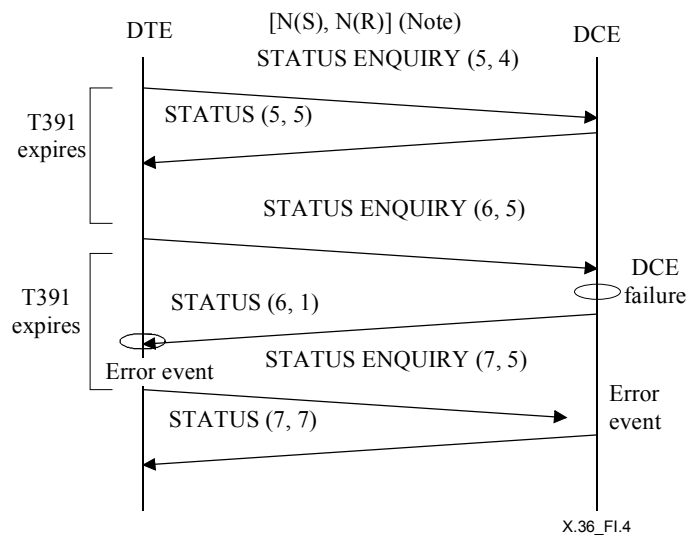 [N(S), N(R)] (Note)
DTE
DCE
STATUS ENQUIRY (5, 4)
STATUS (5, 5)
T391
expires
STATUS ENQUIRY (6, 5)
DCE
failure
T391
expires
STATUS (6, 1)
STATUS ENQUIRY (7, 5)
Error event
Error
event
STATUS (7, 7)
X.36_FI.4